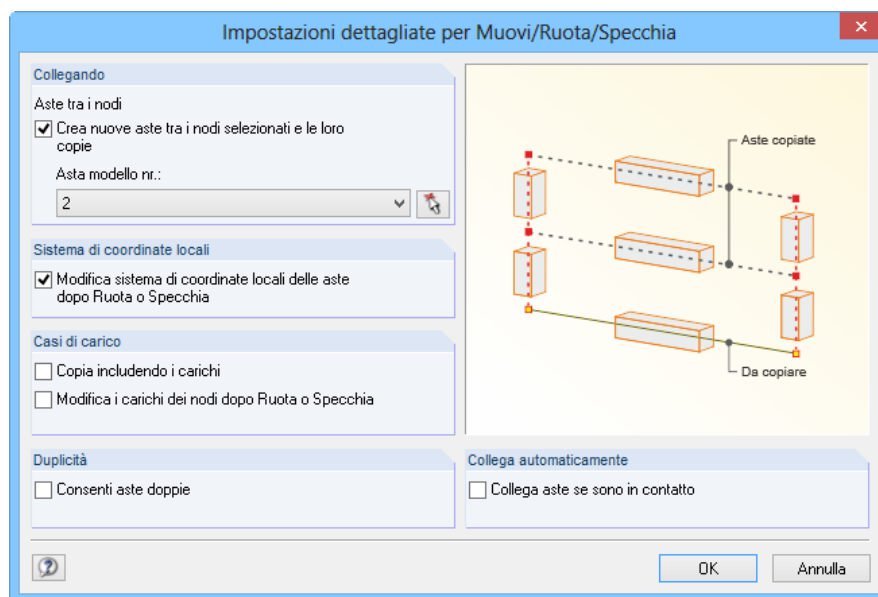 Impostazioni dettagliate per Muovi/Ruota/Specchia
Collegando
Aste tra i nodi
Crea nuove aste tra i nodi selezionati e le loro
copie
Asta modello nr.:
2
Sistema di coordinate locali
Modifica sistema di coordinate locali delle aste
dopo Ruota o Specchia
Casi di carico
Copia includendo i carichi
Modifica i carichi dei nodi dopo Ruota o Specchia
Aste copiate
Da copiare
Duplicità
Consenti aste doppie
Collega automaticamente
Collega aste se sono in contatto
OK
Annulla